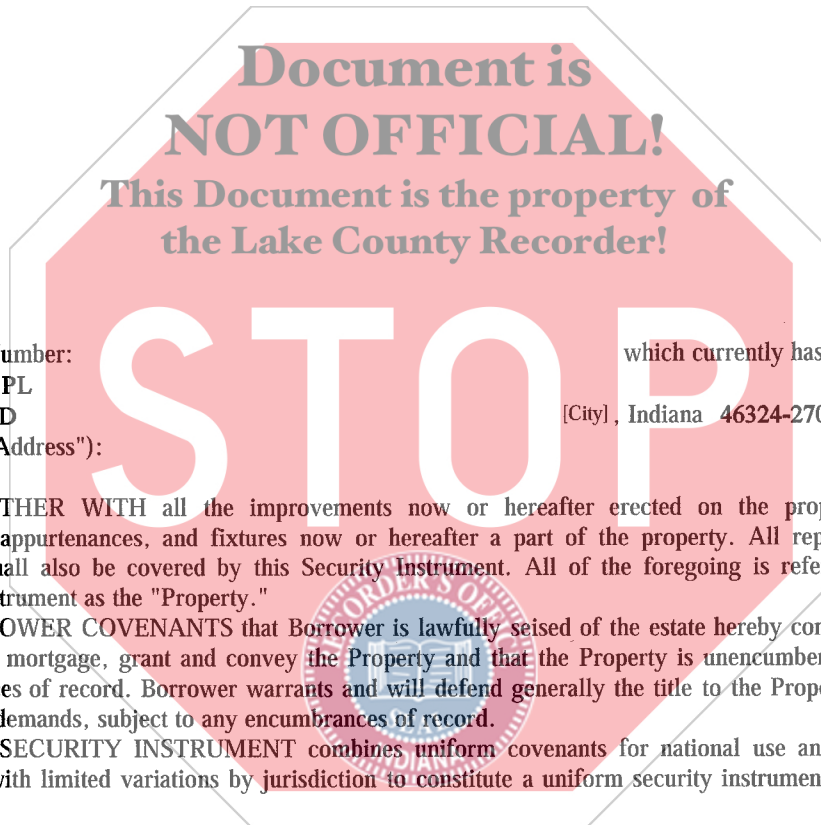 Document is
NOT OFFICIAL!
This Document is the property of
the Lake County Recorder!
STOP
umber: which currently has
PL
D [City] , Indiana 46324-270
Address"):
THER WITH all the improvements now or hereafter erected on the prop
appurtenances, and fixtures now or hereafter a part of the property. All rep
all also be covered by this Security Instrument. All of the foregoing is refe
trument as the "Property."
OWER COVENANTS that Borrower is lawfully seised of the estate hereby con
mortgage, grant and convey the Property and that the Property is unencumber
es of record. Borrower warrants and will defend generally the title to the Prope
demands, subject to any encumbrances of record.
SECURITY INSTRUMENT combines uniform covenants for national use an
with limited variations by jurisdiction to constitute a uniform security instrumen
RECORDER'S OFFICE
SEAL
INDIANA